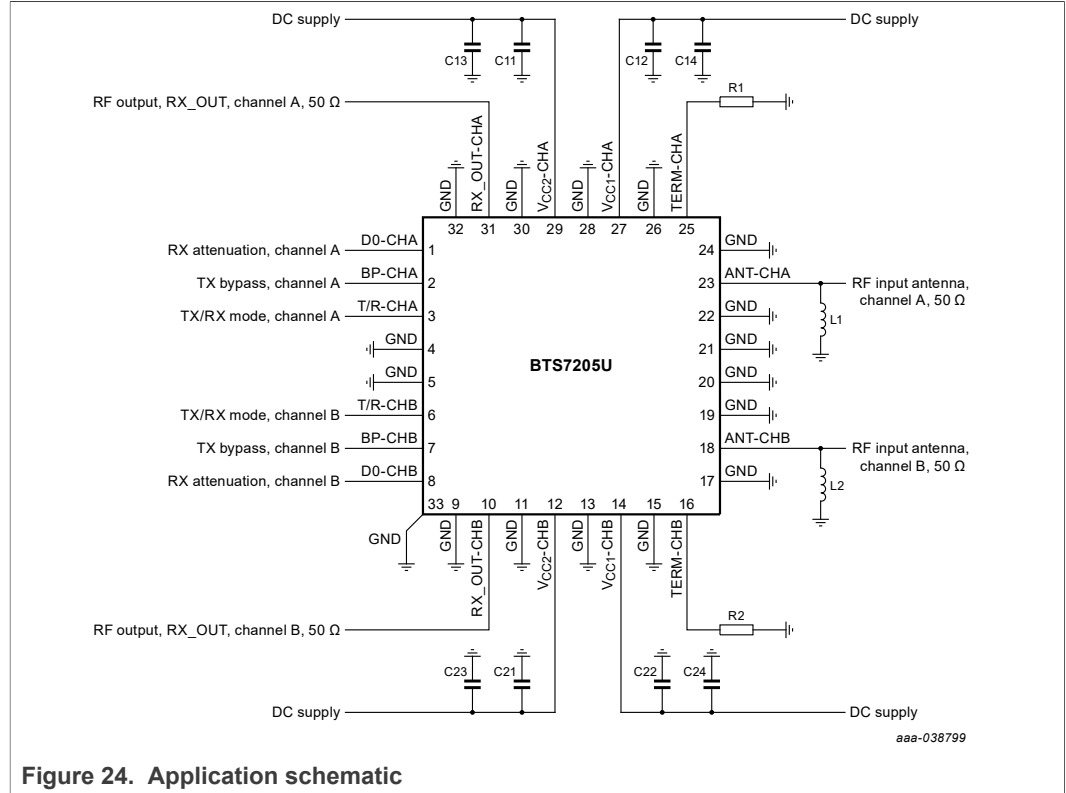 DC supply
DC supply
C13
C11
C12
C14
R1
RF output, RX_OUT, channel A, 50 Ω
GND
RX_OUT-CHA
GND
VCC2-CHA
GND
VCC1-CHA
GND
TERM-CHA
32
31
30
29
28
27
26
25
RX attenuation, channel A
D0-CHA
1
24
GND
TX bypass, channel A
BP-CHA
2
23
ANT-CHA
RF input antenna,
channel A, 50 Ω
TX/RX mode, channel A
T/R-CHA
3
22
GND
L1
GND
4
21
GND
BTS7205U
GND
5
20
GND
TX/RX mode, channel B
T/R-CHB
6
19
GND
TX bypass, channel B
BP-CHB
7
18
ANT-CHB
RF input antenna,
channel B, 50 Ω
RX attenuation, channel B
D0-CHB
8
17
GND
L2
33
9
10
11
12
13
14
15
16
GND
GND
RX_OUT-CHB
GND
VCC2-CHB
GND
VCC1-CHB
GND
TERM-CHB
RF output, RX_OUT, channel B, 50 Ω
R2
C23
C21
C22
C24
DC supply
DC supply
aaa-038799
Figure 24. Application schematic